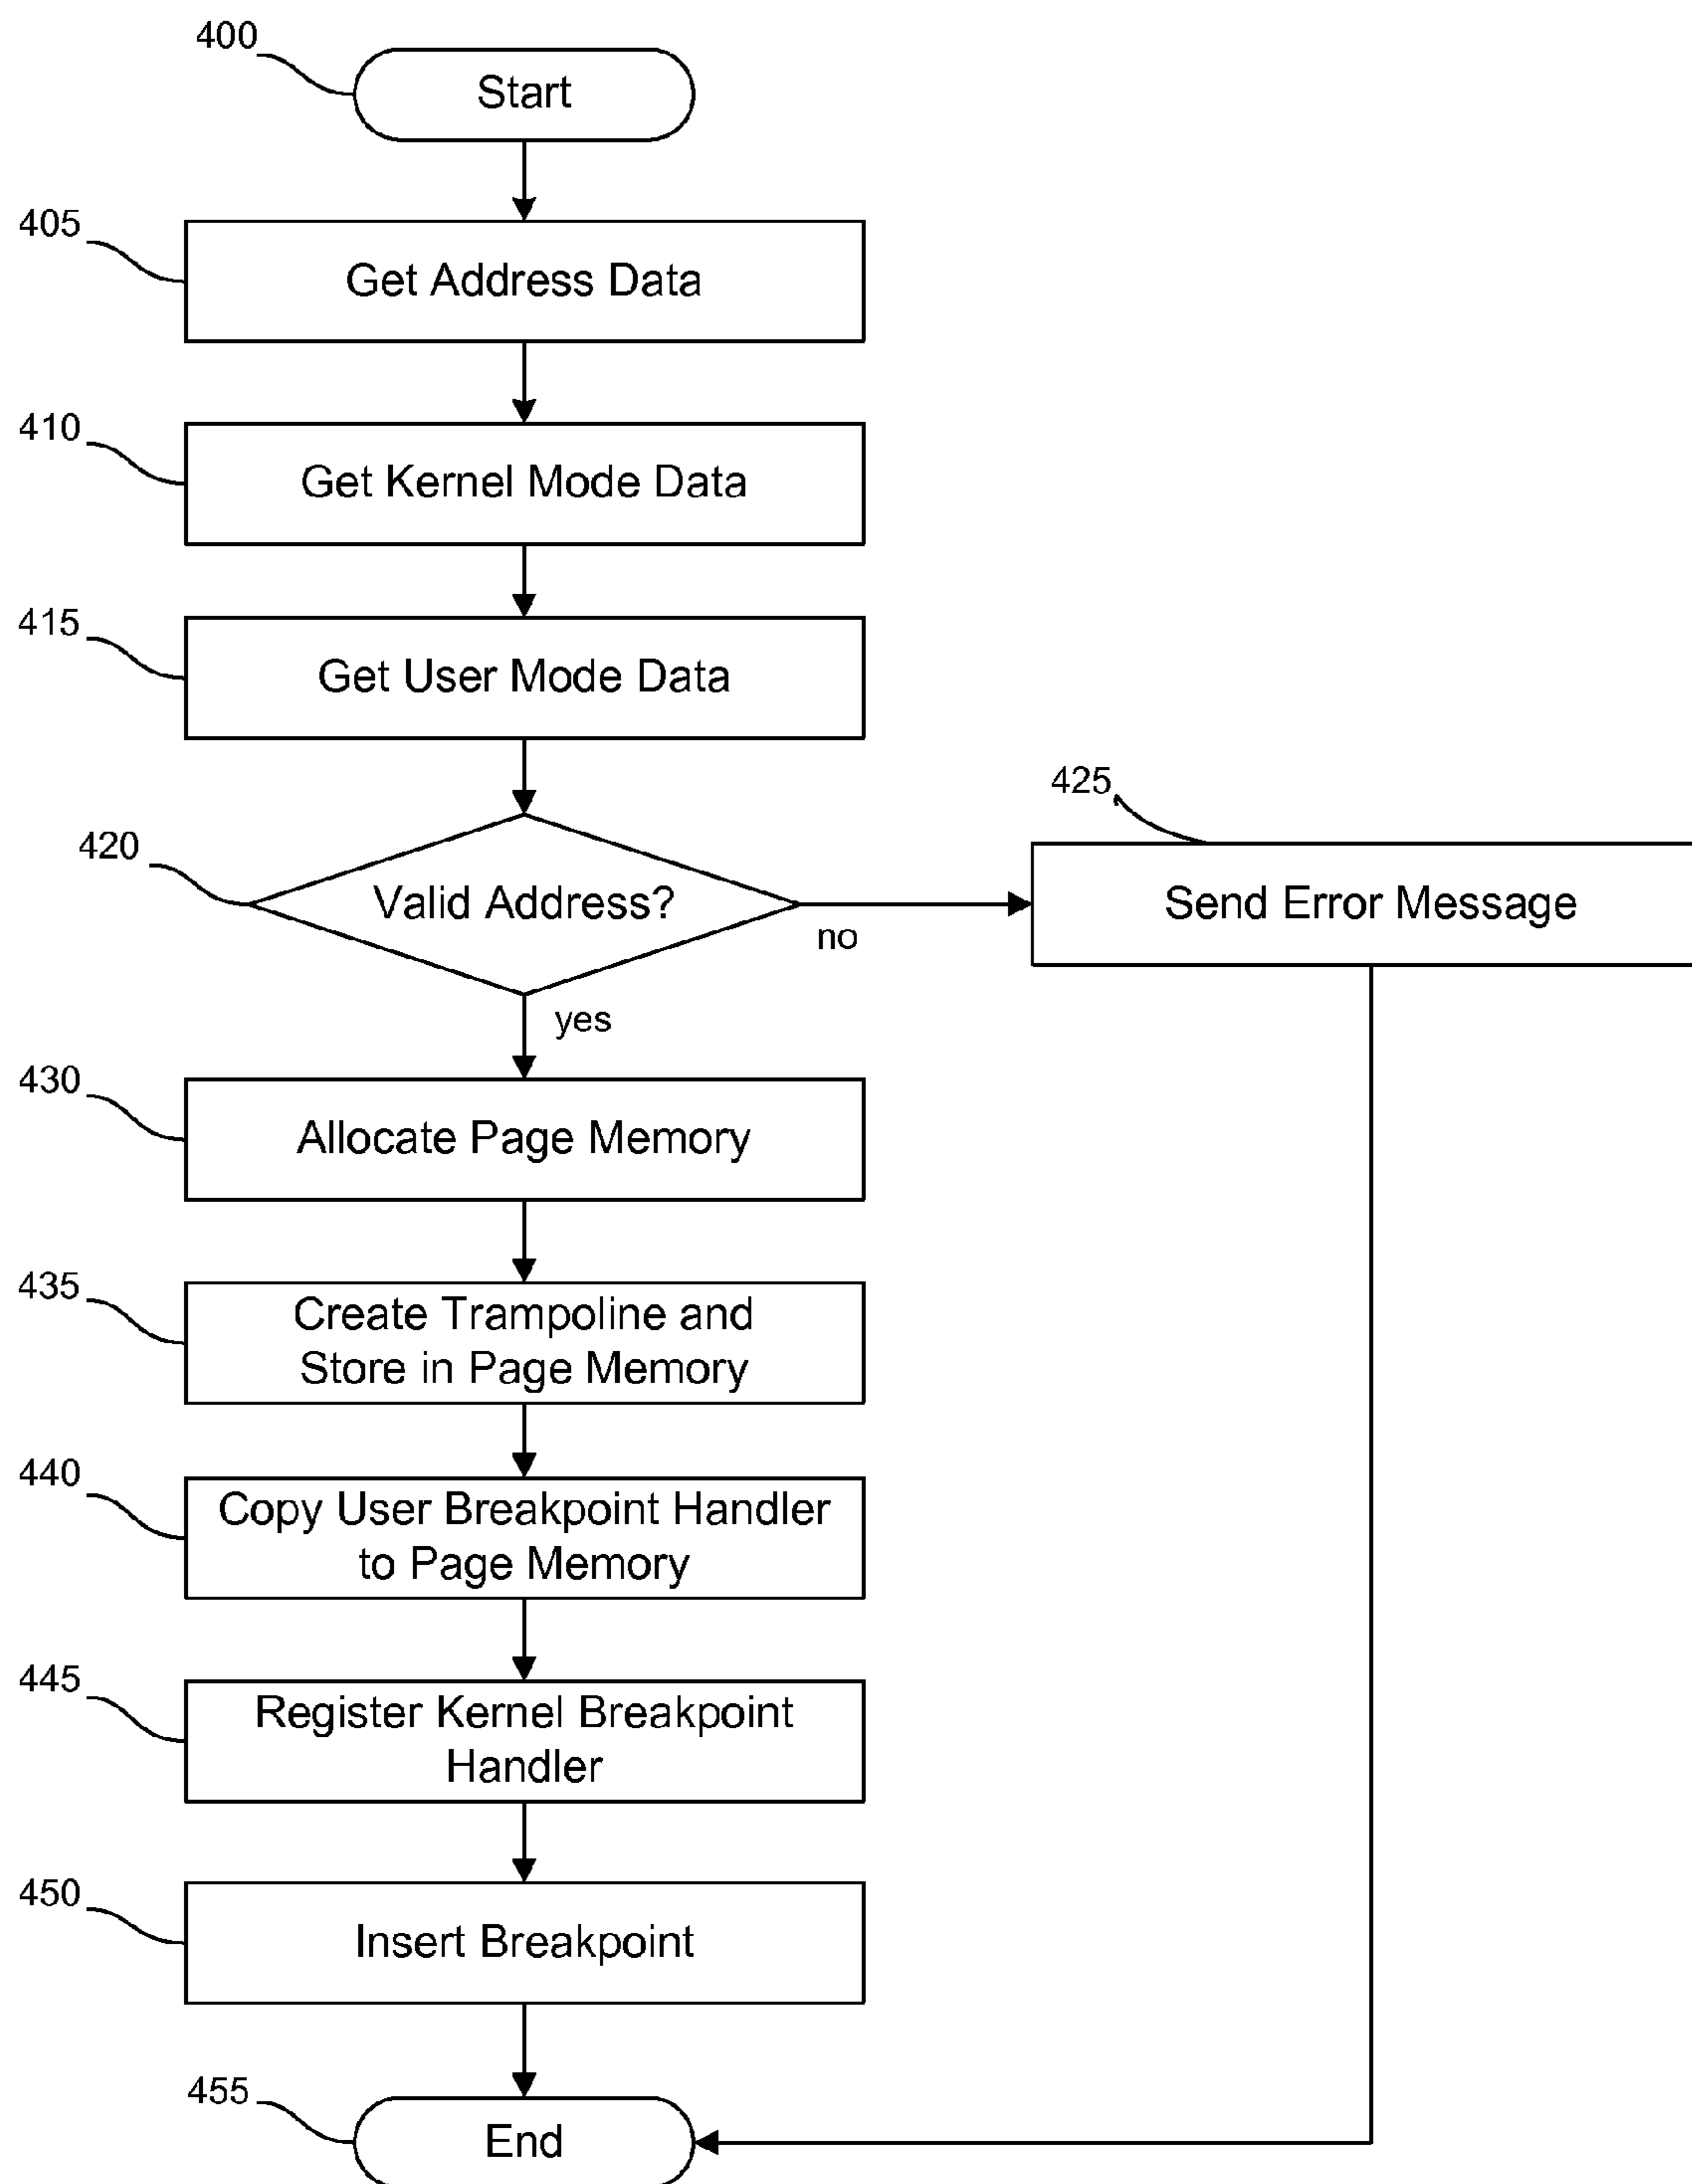 400
Start
405
Get Address Data
410
Get Kernel Mode Data
415
Get User Mode Data
420
Valid Address?
no
425
Send Error Message
yes
430
Allocate Page Memory
435
Create Trampoline and
Store in Page Memory
440
Copy User Breakpoint Handler
to Page Memory
445
Register Kernel Breakpoint
Handler
450
Insert Breakpoint
455
End